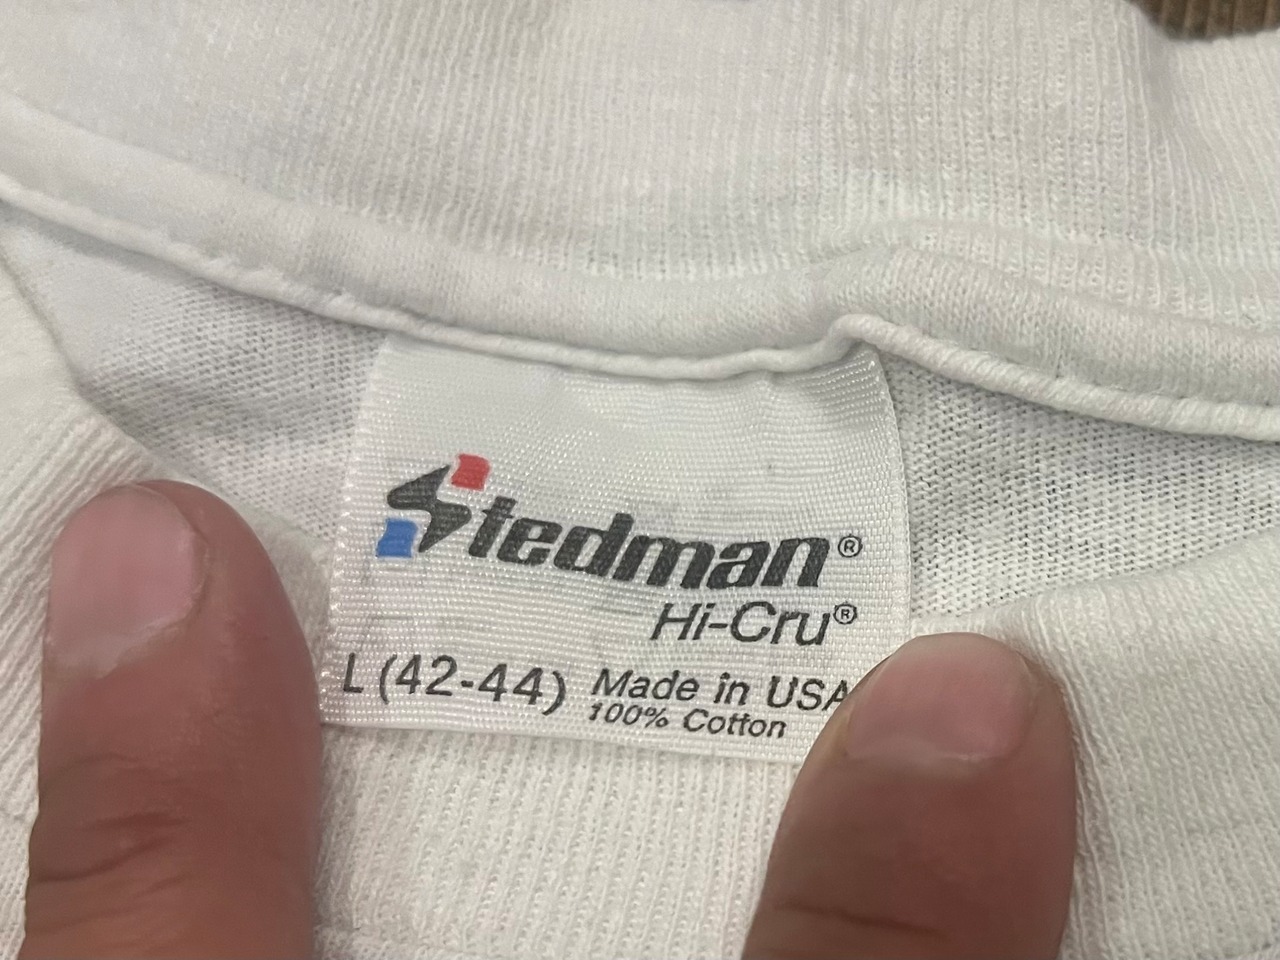 Stedman®
Hi-Cru®
L (42-44) Made in USA
100% Cotton